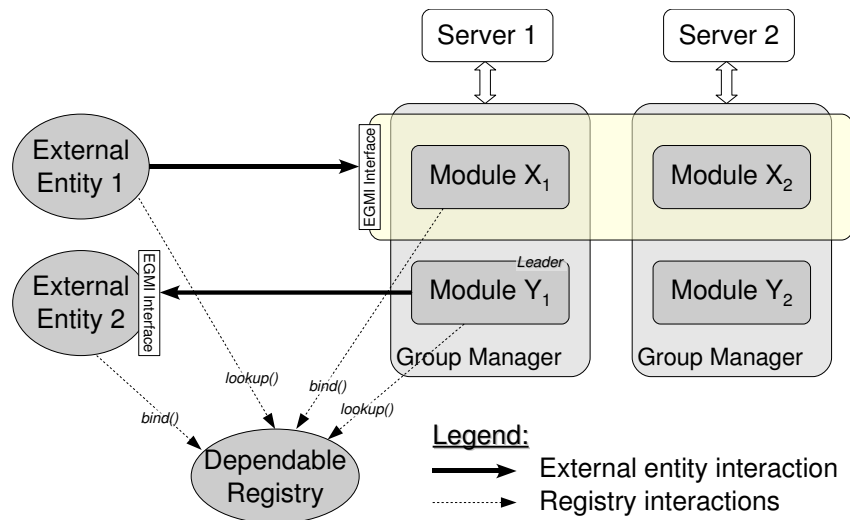 Server 1
Server 2
External
Entity 1
EGMI Interface
Module X1
Module X2
External
Entity 2
EGMI Interface
Leader
Module Y1
Module Y2
Group Manager
Group Manager
lookup()
bind()
bind()
lookup()
Dependable
Registry
Legend:
External entity interaction
Registry interactions